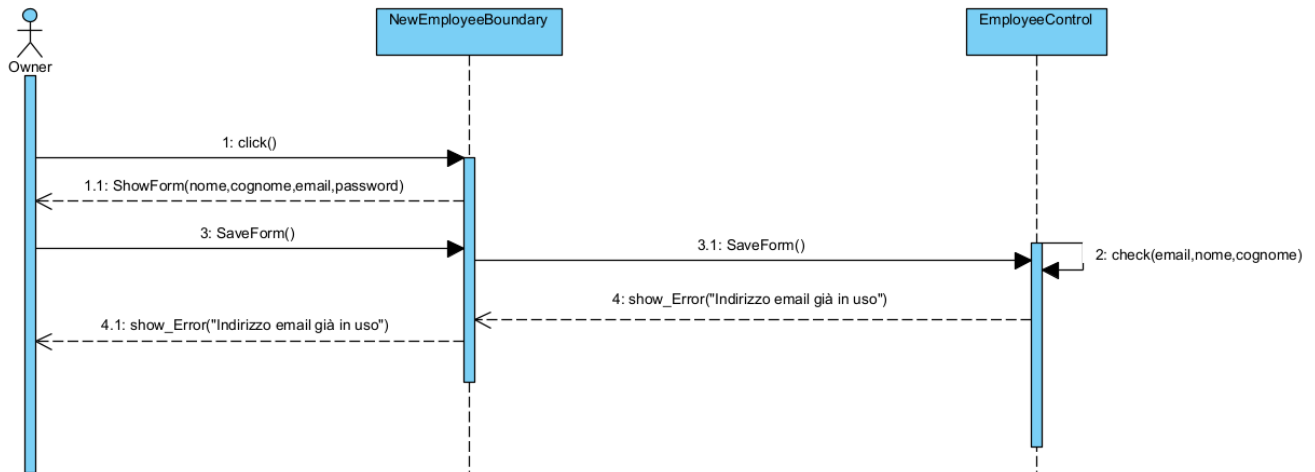 NewEmployeeBoundary
EmployeeControl
Owner
1: click()
1.1: ShowForm(nome,cognome,email,password)
3: SaveForm()
3.1: SaveForm()
2: check(email,nome,cognome)
4: show_Error("Indirizzo email già in uso")
4.1: show_Error("Indirizzo email già in uso")